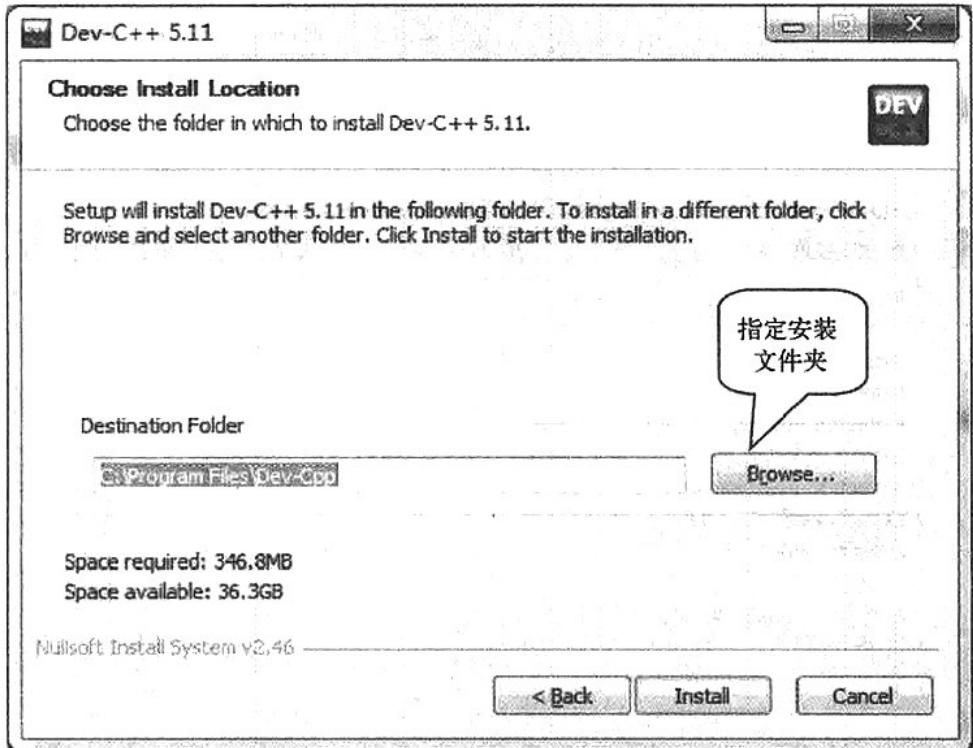 Dev-C++ 5.11
Choose Install Location
Choose the folder in which to install Dev-C++ 5.11.
DEV
Setup will install Dev-C++ 5.11 in the following folder. To install in a different folder, click
Browse and select another folder. Click Install to start the installation.
指定安装
文件夹
Destination Folder
C:\Program Files\Dev-Cpp
Browse...
Space required: 346.8MB
Space available: 36.3GB
Nullsoft Install System v2.46
< Back
Install
Cancel